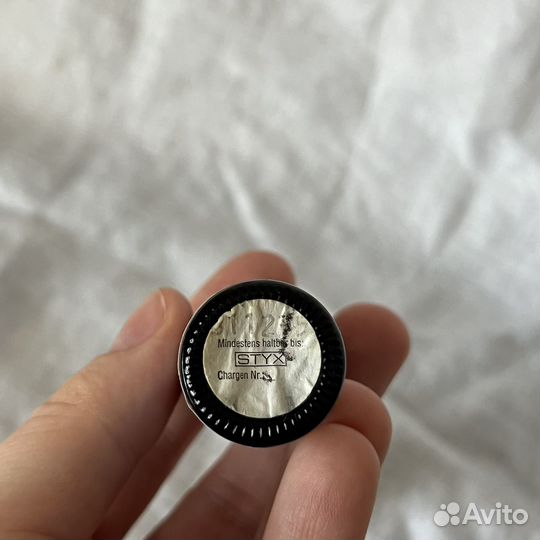 Mindestens haltbar bis:
STYX
Chargen Nr.:
Avito